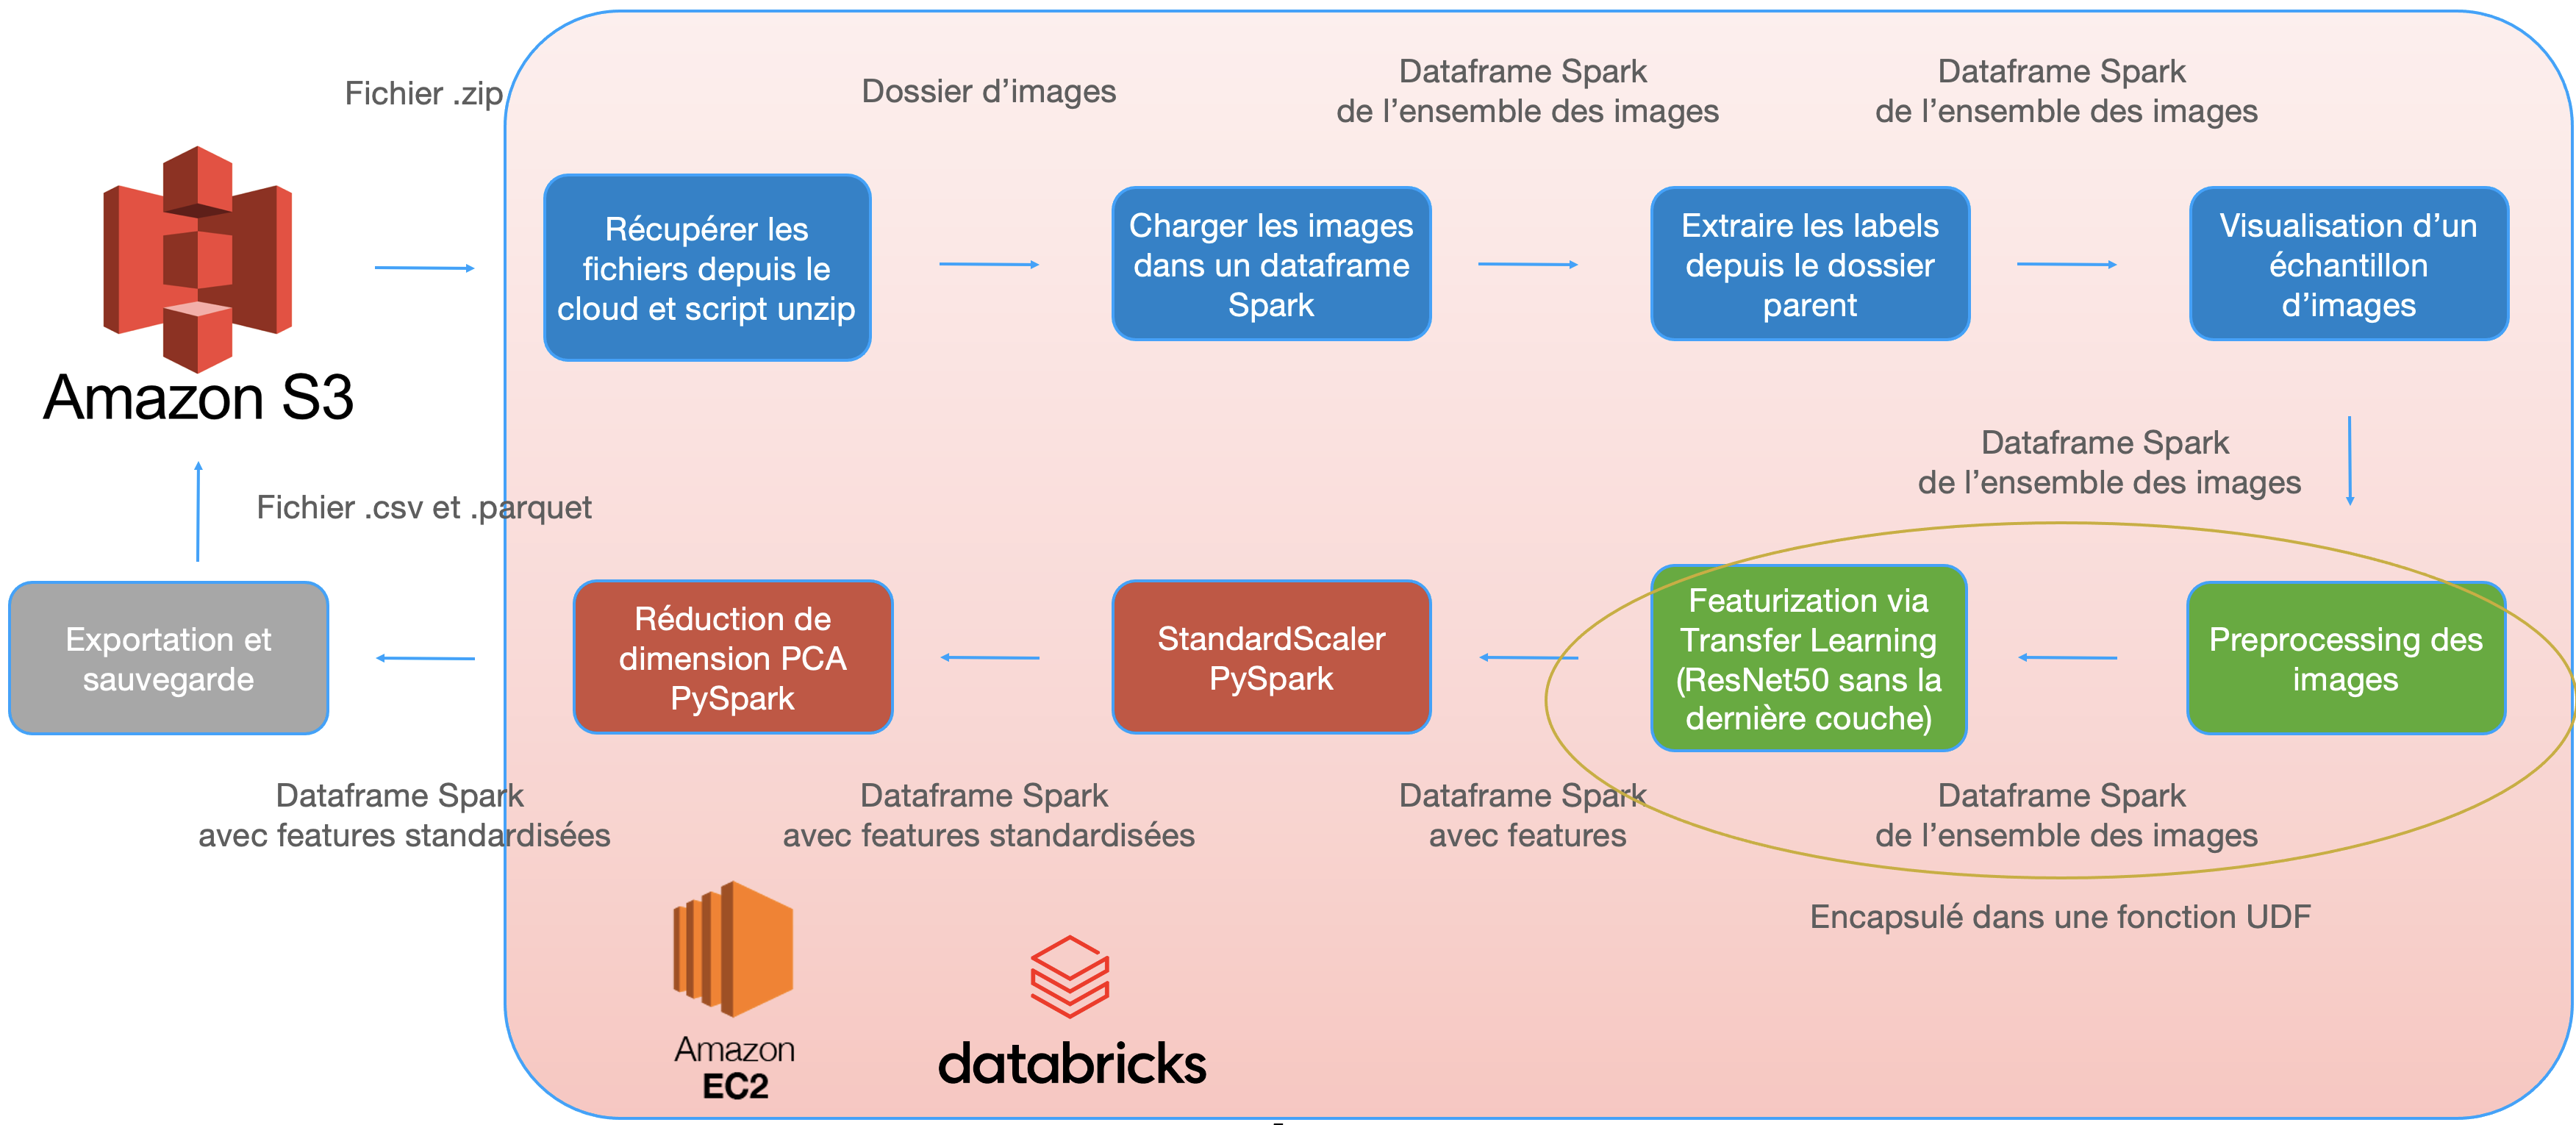 Fichier .zip
Dossier d’images
Dataframe Spark
de l’ensemble des images
Dataframe Spark
de l’ensemble des images
Amazon S3
Récupérer les
fichiers depuis le
cloud et script unzip
Charger les images
dans un dataframe
Spark
Extraire les labels
depuis le dossier
parent
Visualisation d’un
échantillon
d’images
Dataframe Spark
de l’ensemble des images
Preprocessing des
images
Featurization via
Transfer Learning
(ResNet50 sans la
dernière couche)
Dataframe Spark
de l’ensemble des images
Encapsulé dans une fonction UDF
Dataframe Spark
avec features
StandardScaler
PySpark
Dataframe Spark
avec features standardisées
Réduction de
dimension PCA
PySpark
Dataframe Spark
avec features standardisées
Exportation et
sauvegarde
Fichier .csv et .parquet
Amazon
EC2
databricks